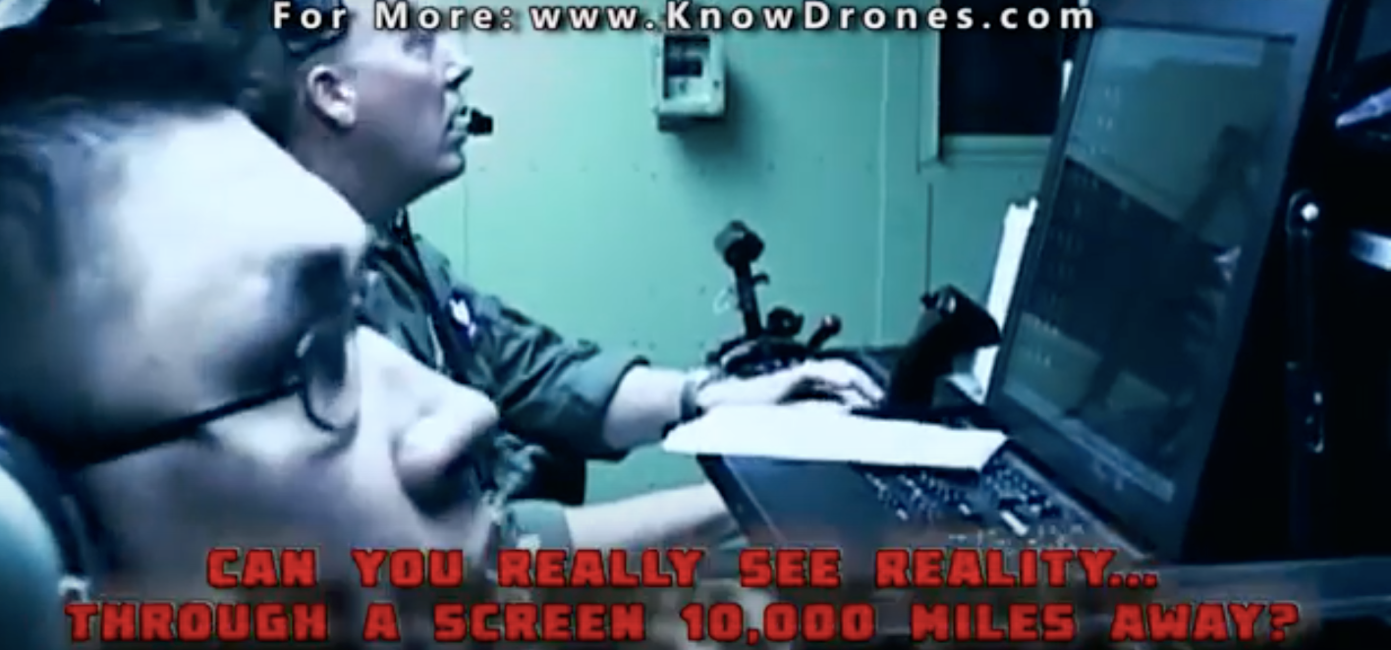 For More: www.KnowDrones.com
CAN YOU REALLY SEE REALITY...
THROUGH A SCREEN 10,000 MILES AWAY?